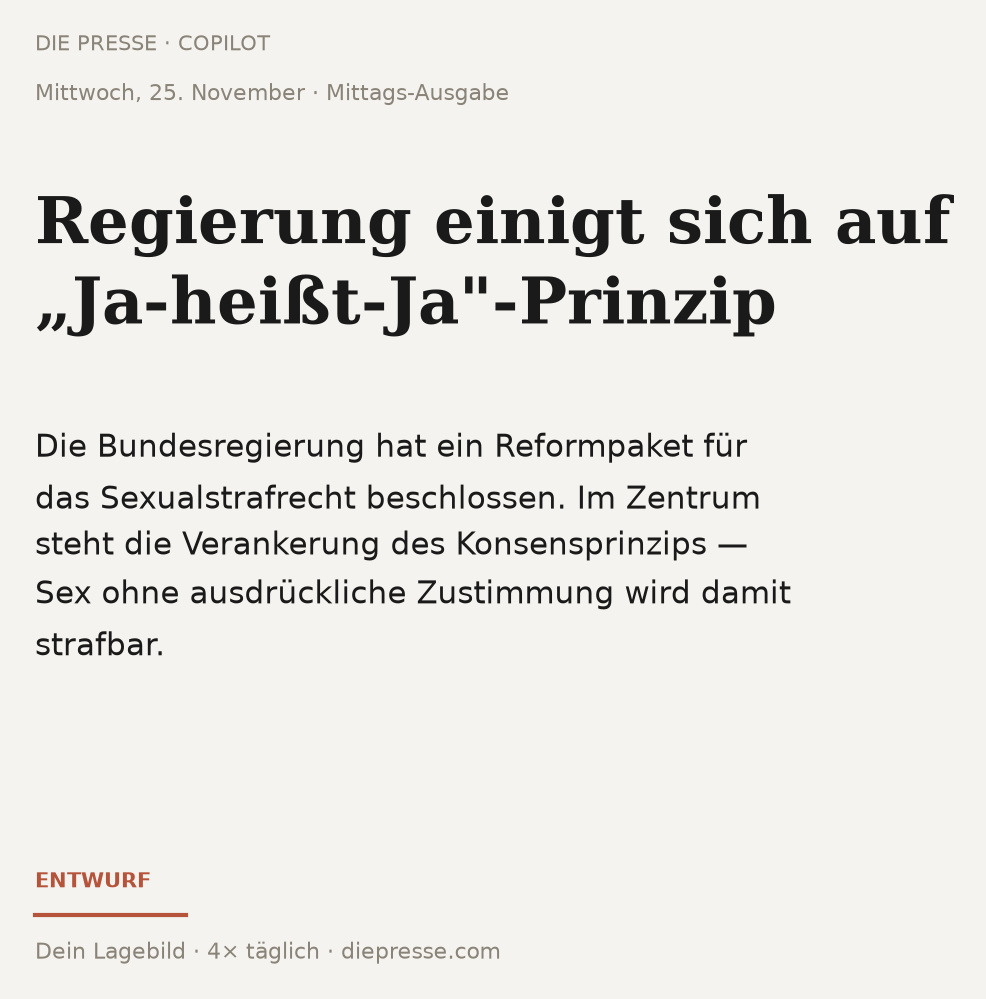 DIE PRESSE · COPILOT
Mittwoch, 25. November · Mittags-Ausgabe
Regierung einigt sich auf
„Ja-heißt-Ja"-Prinzip
Die Bundesregierung hat ein Reformpaket für
das Sexualstrafrecht beschlossen. Im Zentrum
steht die Verankerung des Konsensprinzips —
Sex ohne ausdrückliche Zustimmung wird damit
strafbar.
ENTWURF
Dein Lagebild · 4× täglich · diepresse.com